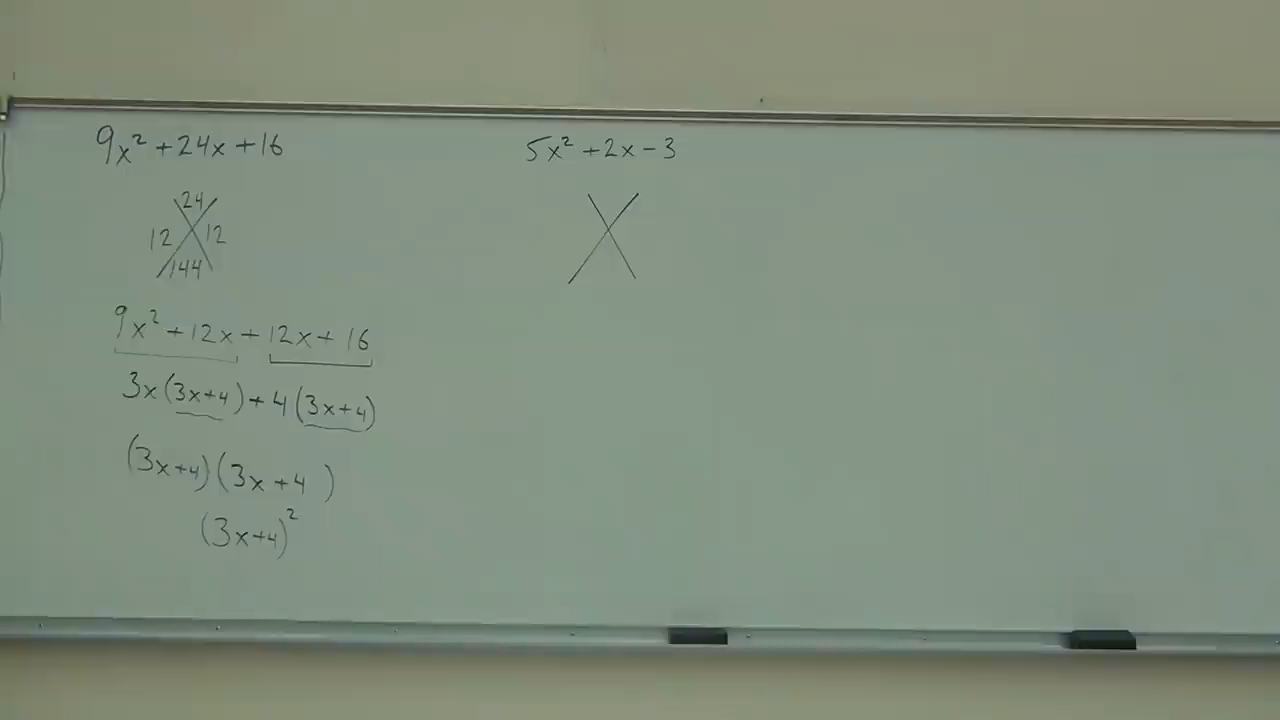 9x² + 24x + 16
24
12 12
144
9x² + 12x + 12x + 16
3x(3x+4) + 4(3x+4)
(3x+4)(3x+4)
(3x+4)²
5x² + 2x - 3